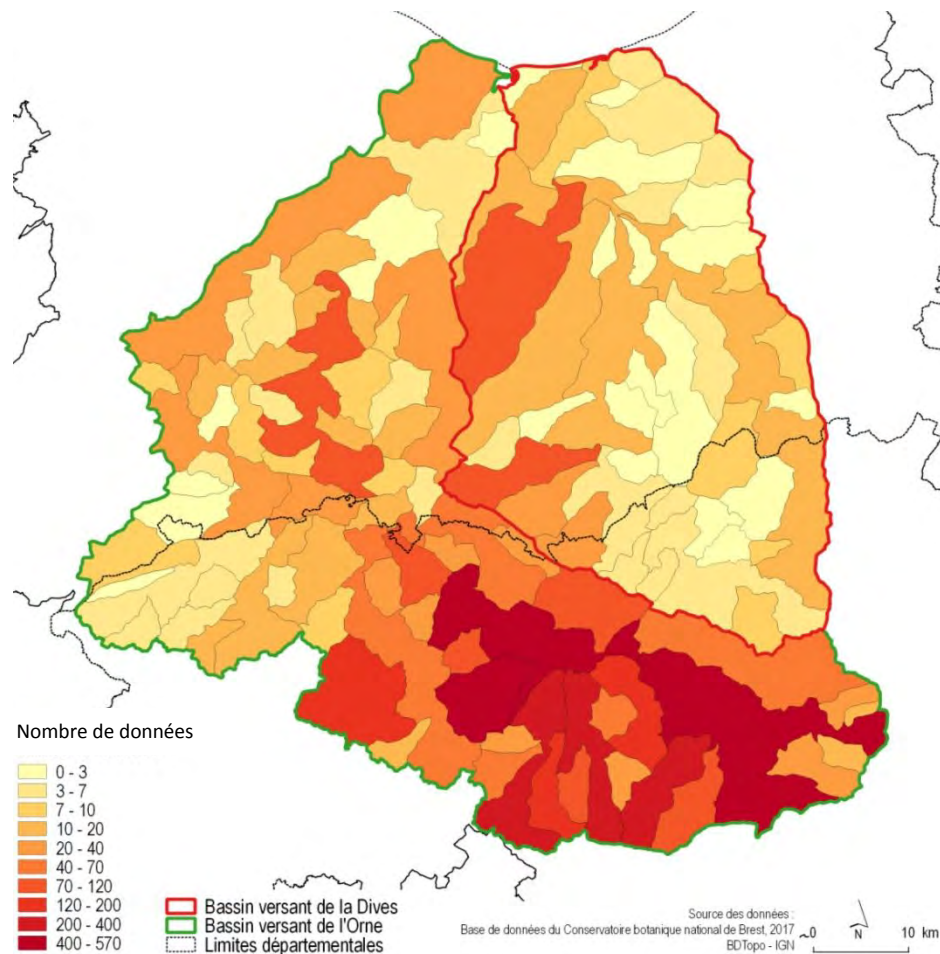 Nombre de données
0 - 3
3 - 7
7 - 10
10 - 20
20 - 40
40 - 70
70 - 120
120 - 200
200 - 400
400 - 570
Bassin versant de la Dives
Bassin versant de l'Orne
Limites départementales
Source des données :
Base de données du Conservatoire botanique national de Brest, 2017
BDTopo - IGN
N
0 10 km